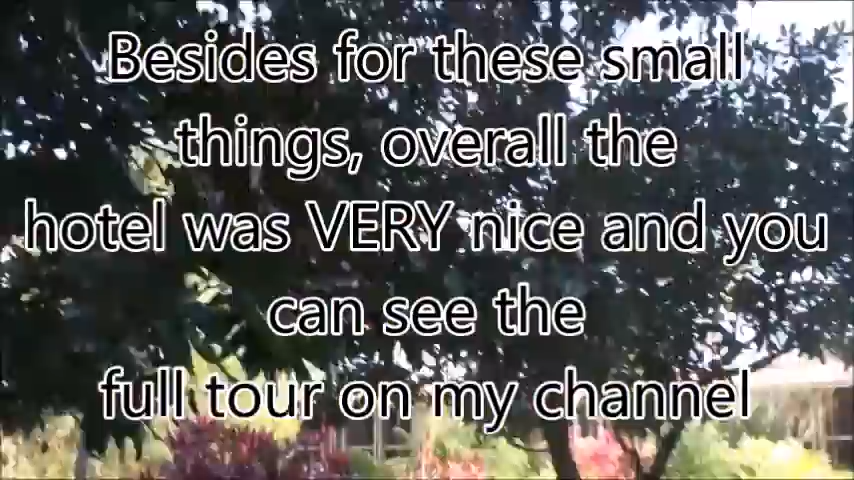 Besides for these small
things, overall the
hotel was VERY nice and you
can see the
full tour on my channel